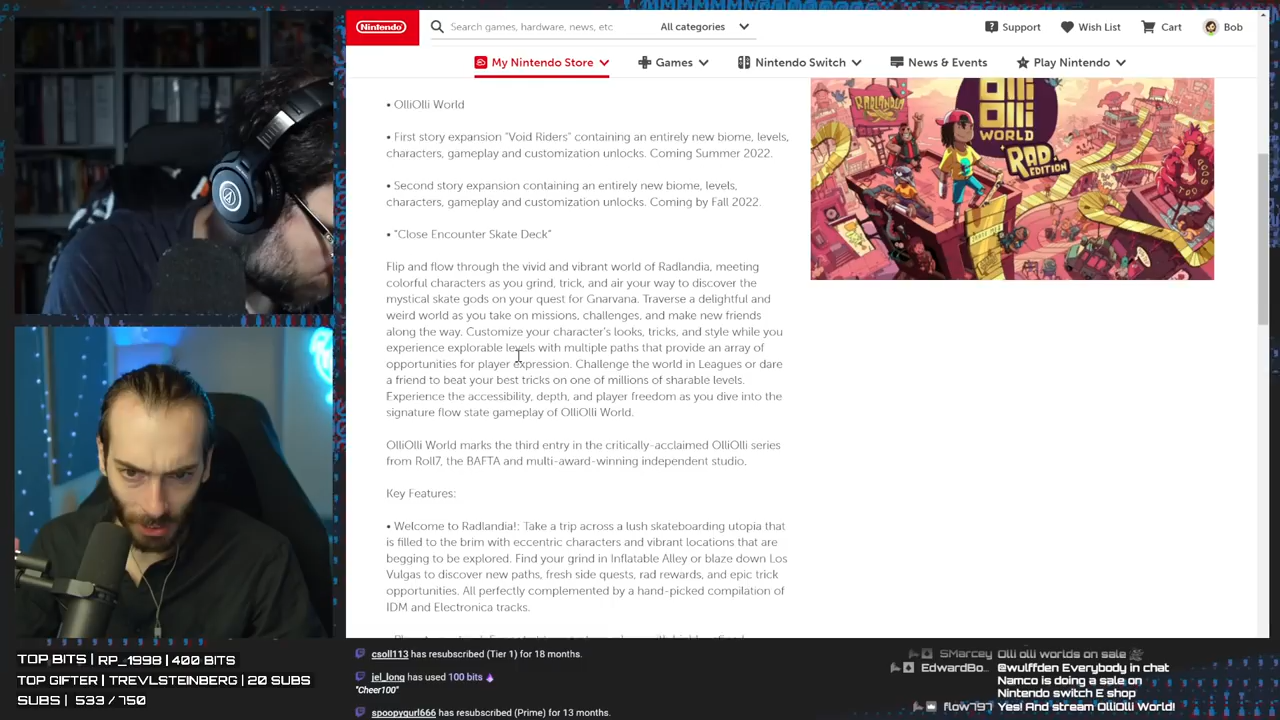 Nintendo
Search games, hardware, news, etc
All categories
Support
Wish List
Cart
Bob
My Nintendo Store
Games
Nintendo Switch
News & Events
Play Nintendo
• OlliOlli World
• First story expansion "Void Riders" containing an entirely new biome, levels,
characters, gameplay and customization unlocks. Coming Summer 2022.
• Second story expansion containing an entirely new biome, levels,
characters, gameplay and customization unlocks. Coming by Fall 2022.
• "Close Encounter Skate Deck"
Flip and flow through the vivid and vibrant world of Radlandia, meeting
colorful characters as you grind, trick, and air your way to discover the
mystical skate gods on your quest for Gnarvana. Traverse a delightful and
weird world as you take on missions, challenges, and make new friends
along the way. Customize your character's looks, tricks, and style while you
experience explorable levels with multiple paths that provide an array of
opportunities for player expression. Challenge the world in Leagues or dare
a friend to beat your best tricks on one of millions of sharable levels.
Experience the accessibility, depth, and player freedom as you dive into the
signature flow state gameplay of OlliOlli World.
OlliOlli World marks the third entry in the critically-acclaimed OlliOlli series
from Roll7, the BAFTA and multi-award-winning independent studio.
Key Features:
• Welcome to Radlandia!: Take a trip across a lush skateboarding utopia that
is filled to the brim with eccentric characters and vibrant locations that are
begging to be explored. Find your grind in Inflatable Alley or blaze down Los
Vulgas to discover new paths, fresh side quests, rad rewards, and epic trick
opportunities. All perfectly complemented by a hand-picked compilation of
IDM and Electronica tracks.
RADLANDIA
OLLI
OLLI
WORLD
RAD
EDITION
TOP BITS | RP_1998 | 400 BITS
TOP GIFTER | TREVLSTEINBERG | 20 SUBS
SUBS | 533 / 750
csoll113 has resubscribed (Tier 1) for 18 months.
jel_long has used 100 bits
"Cheer100"
spoopygurl666 has resubscribed (Prime) for 13 months.
SMarcey Olli olli worlds on sale
EdwardBo... @wulffden Everybody in chat
Namco is doing a sale on
Nintendo switch E shop
flow797 Yes! And stream OlliOlli World!